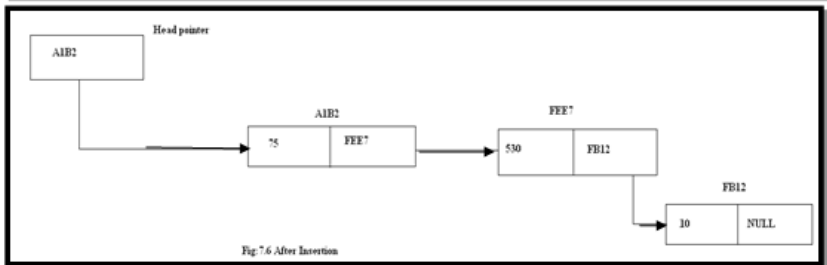 Head pointer
A1B2
A1B2
75 FEE7
FEE7
530 FB12
FB12
10 NULL
Fig:7.6 After Insertion